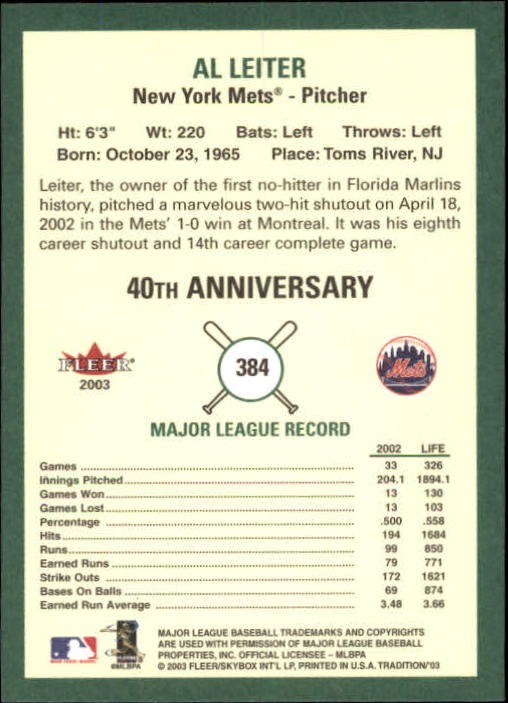 AL LEITER
New York Mets® - Pitcher
Ht: 6'3" Wt: 220 Bats: Left Throws: Left
Born: October 23, 1965 Place: Toms River, NJ
Leiter, the owner of the first no-hitter in Florida Marlins
history, pitched a marvelous two-hit shutout on April 18,
2002 in the Mets' 1-0 win at Montreal. It was his eighth
career shutout and 14th career complete game.
40TH ANNIVERSARY
FLEER®
2003
384
Mets
MAJOR LEAGUE RECORD
2002 LIFE
Games 33 326
Innings Pitched 204.1 1894.1
Games Won 13 130
Games Lost 13 103
Percentage .500 .558
Hits 194 1684
Runs 99 850
Earned Runs 79 771
Strike Outs 172 1621
Bases On Balls 69 874
Earned Run Average 3.48 3.66
MAJOR LEAGUE BASEBALL TRADEMARKS AND COPYRIGHTS
ARE USED WITH PERMISSION OF MAJOR LEAGUE BASEBALL
PROPERTIES, INC. OFFICIAL LICENSEE - MLBPA
© 2003 FLEER/SKYBOX INT'L LP, PRINTED IN U.S.A. TRADITION/'03
©MLBPA